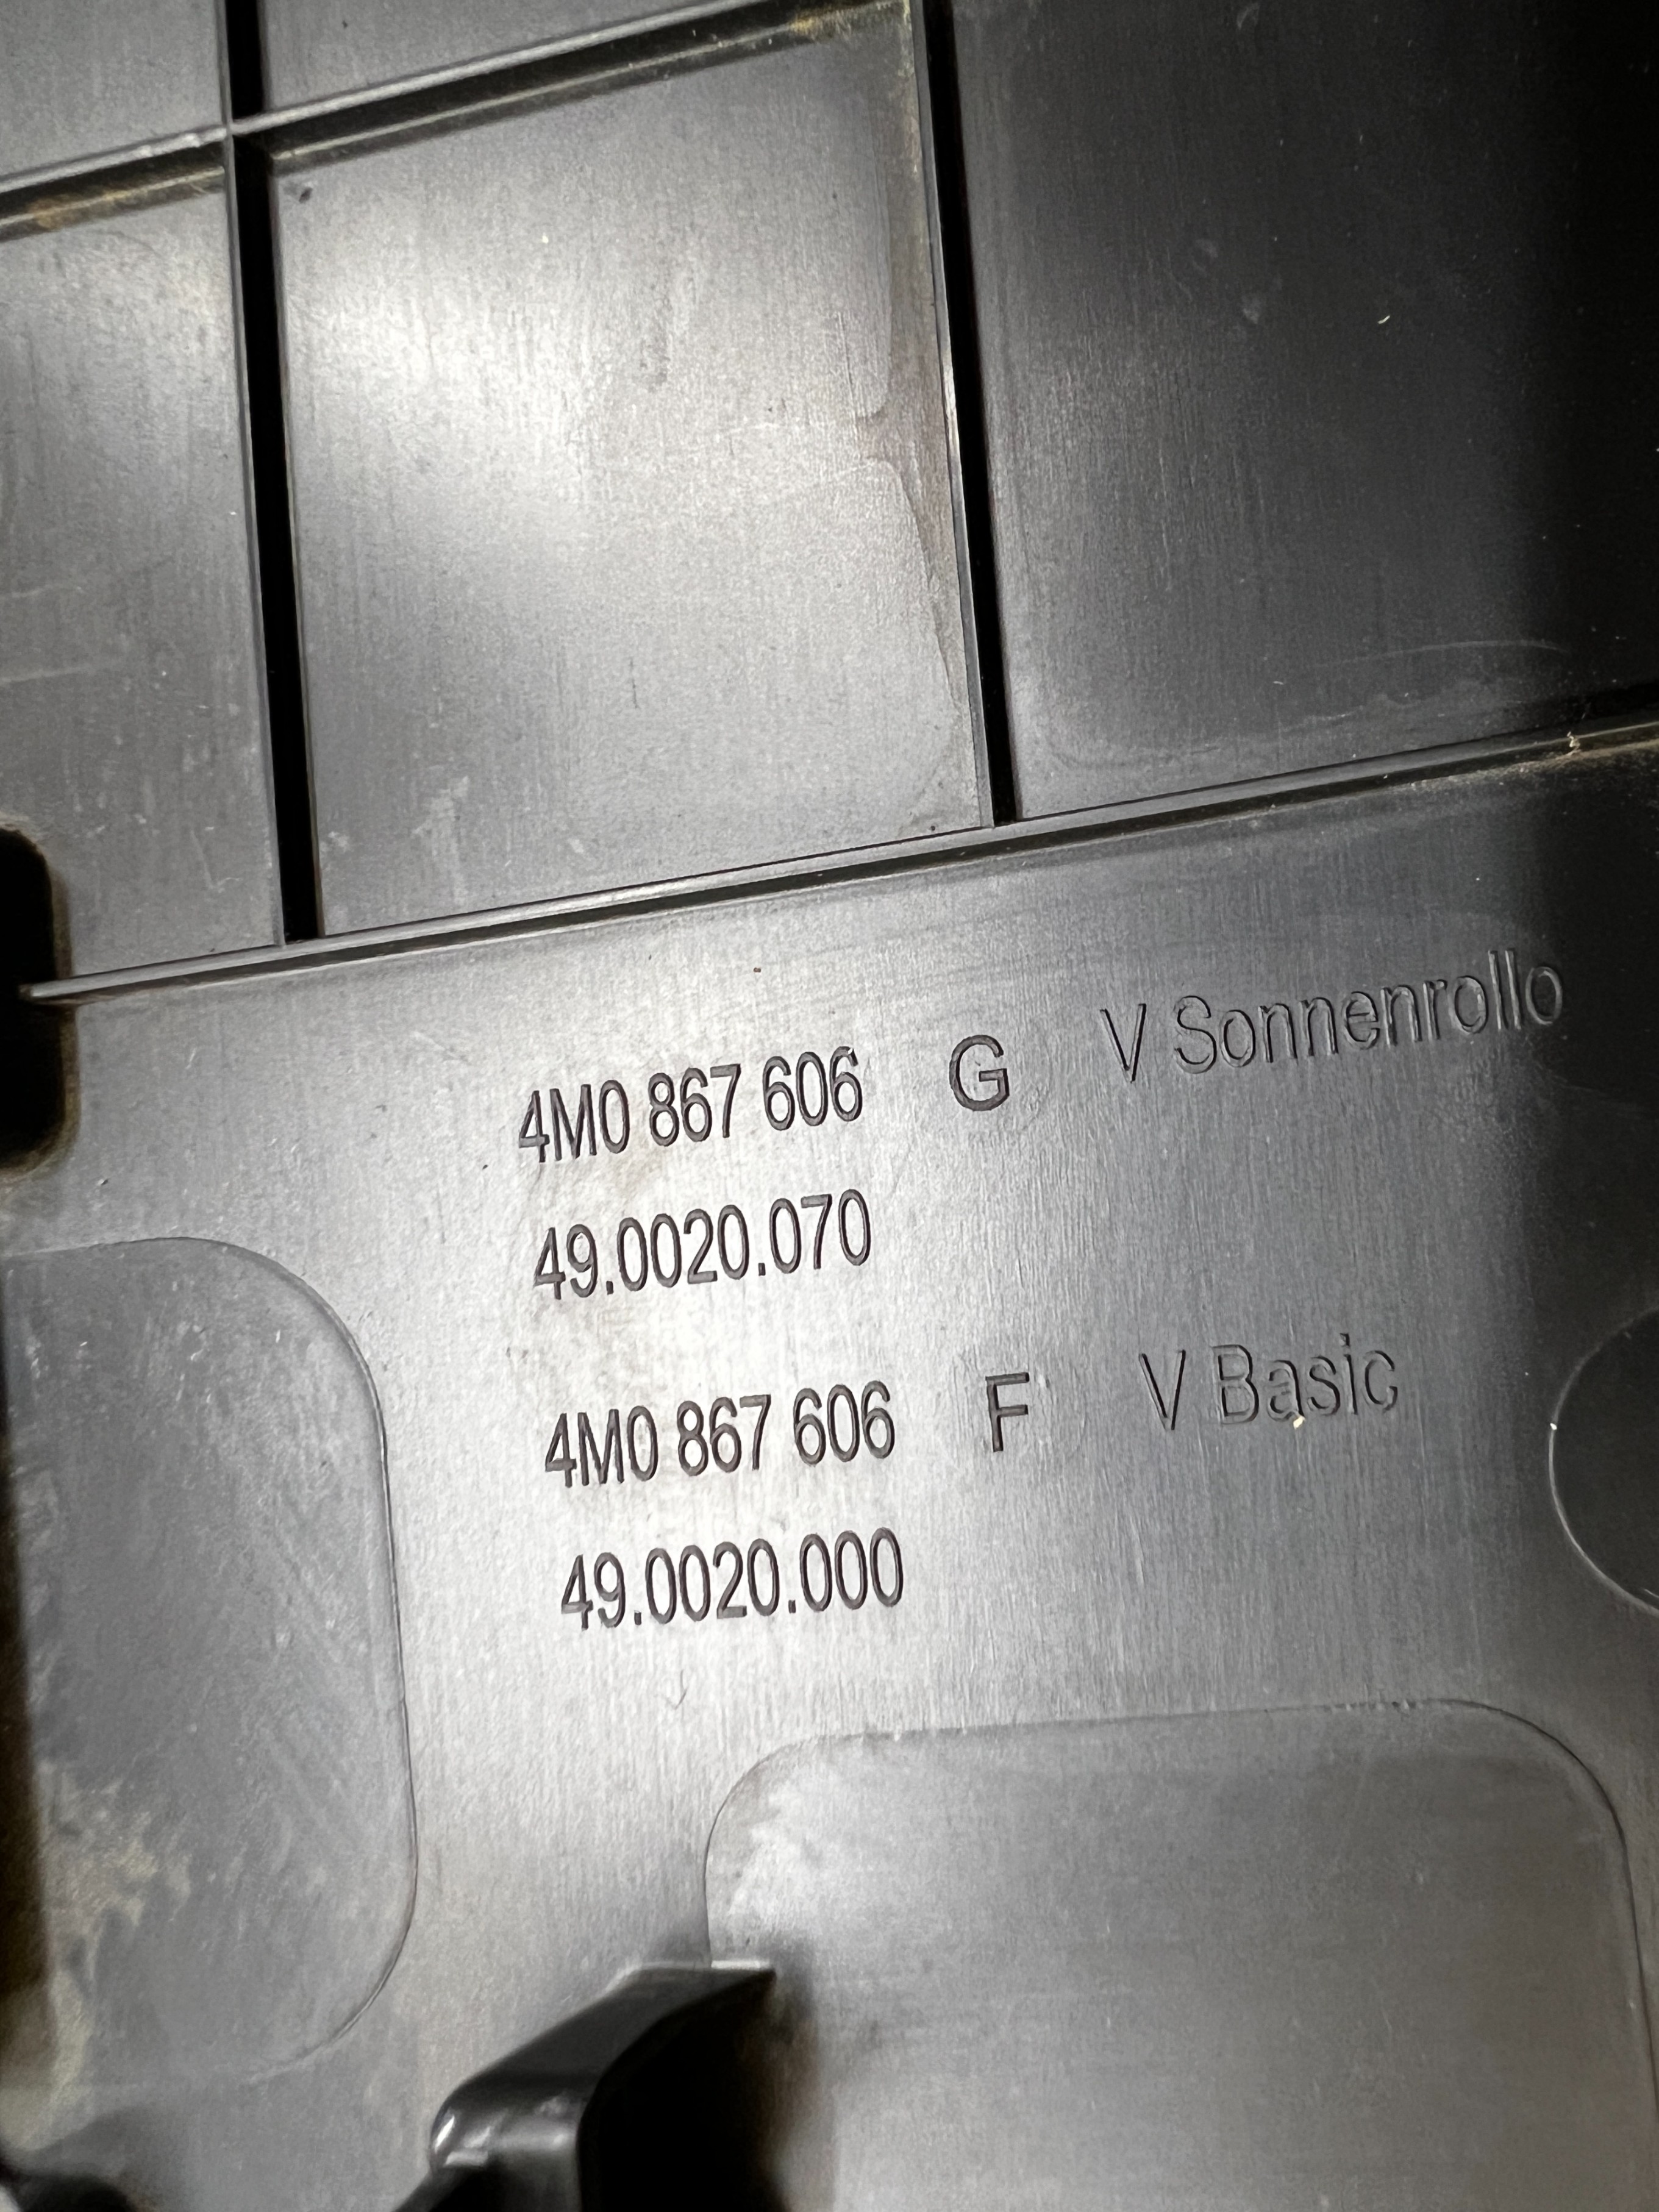 4M0 867 606 G V Sonnenrollo
49.0020.070
4M0 867 606 F V Basic
49.0020.000